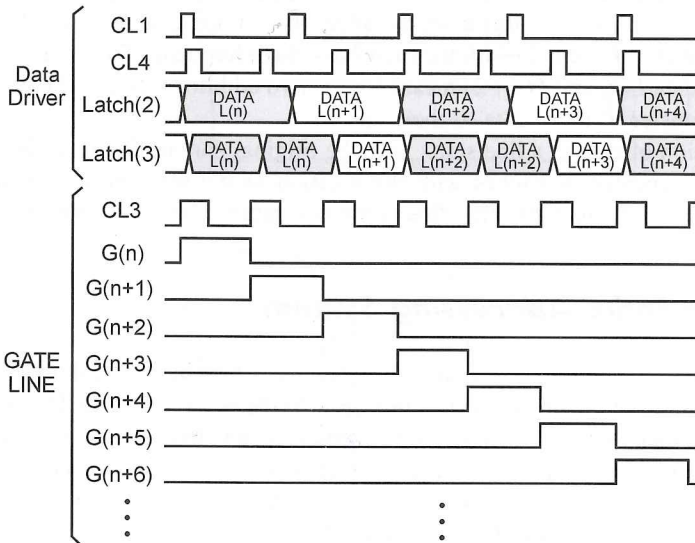 CL1
CL4
Data
Driver
Latch(2)
DATA
L(n)
DATA
L(n+1)
DATA
L(n+2)
DATA
L(n+3)
DATA
L(n+4)
Latch(3)
DATA
L(n)
DATA
L(n)
DATA
L(n+1)
DATA
L(n+2)
DATA
L(n+2)
DATA
L(n+3)
DATA
L(n+4)
CL3
G(n)
G(n+1)
G(n+2)
GATE
LINE
G(n+3)
G(n+4)
G(n+5)
G(n+6)